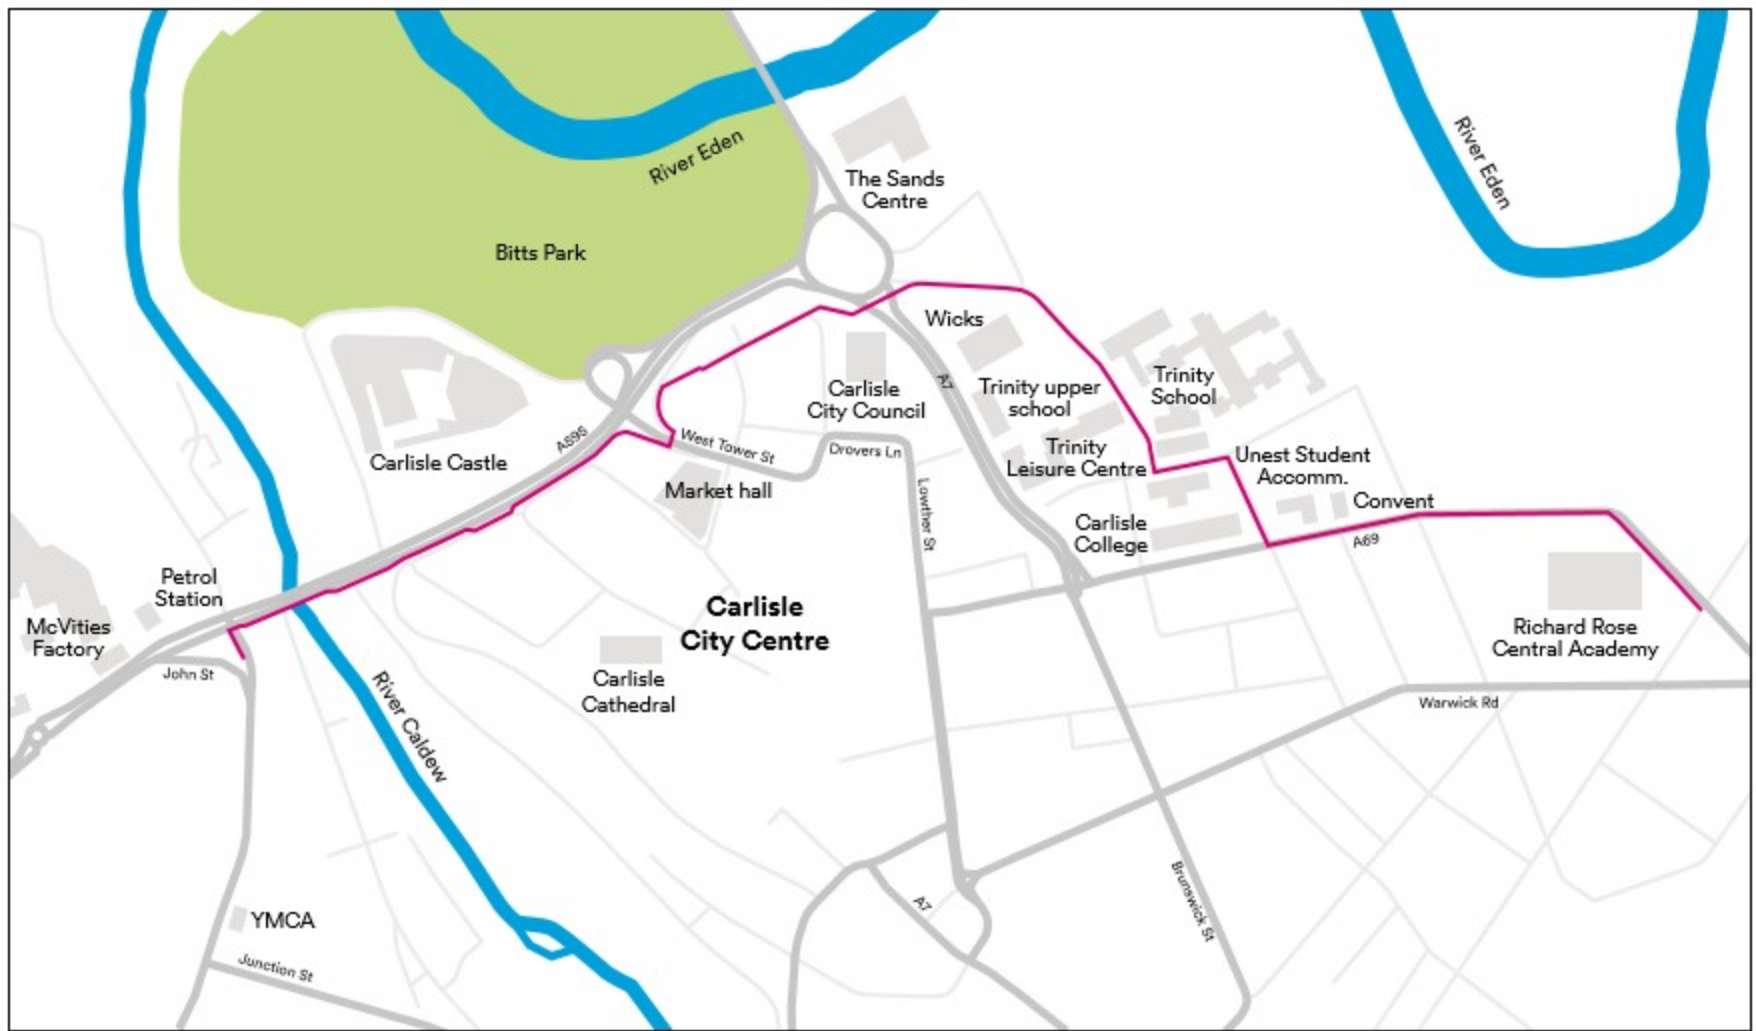 River Eden
River Eden
The Sands
Centre
Bitts Park
Wicks
A7
Carlisle
City Council
Trinity upper
school
Trinity
School
A595
West Tower St
Drovers Ln
Carlisle Castle
Trinity
Leisure Centre
Unest Student
Accomm.
Market hall
Lowther St
Convent
Carlisle
College
A69
Petrol
Station
McVities
Factory
Carlisle
City Centre
Richard Rose
Central Academy
John St
Carlisle
Cathedral
River Caldew
Warwick Rd
YMCA
A7
Brunswick St
Junction St